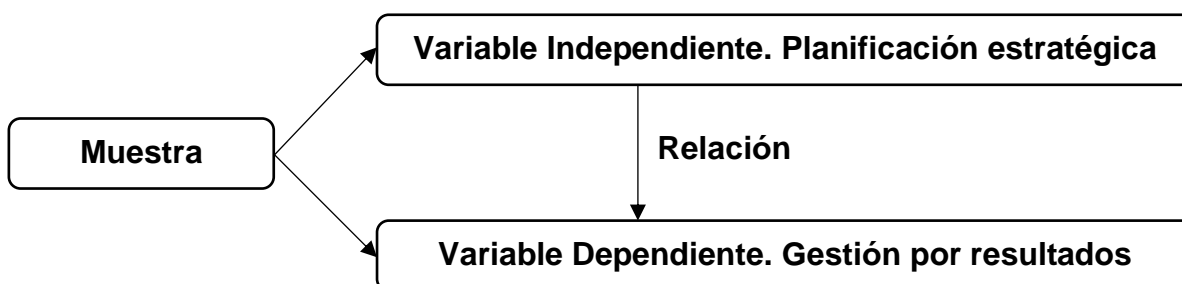 Variable Independiente. Planificación estratégica
Muestra
Relación
Variable Dependiente. Gestión por resultados